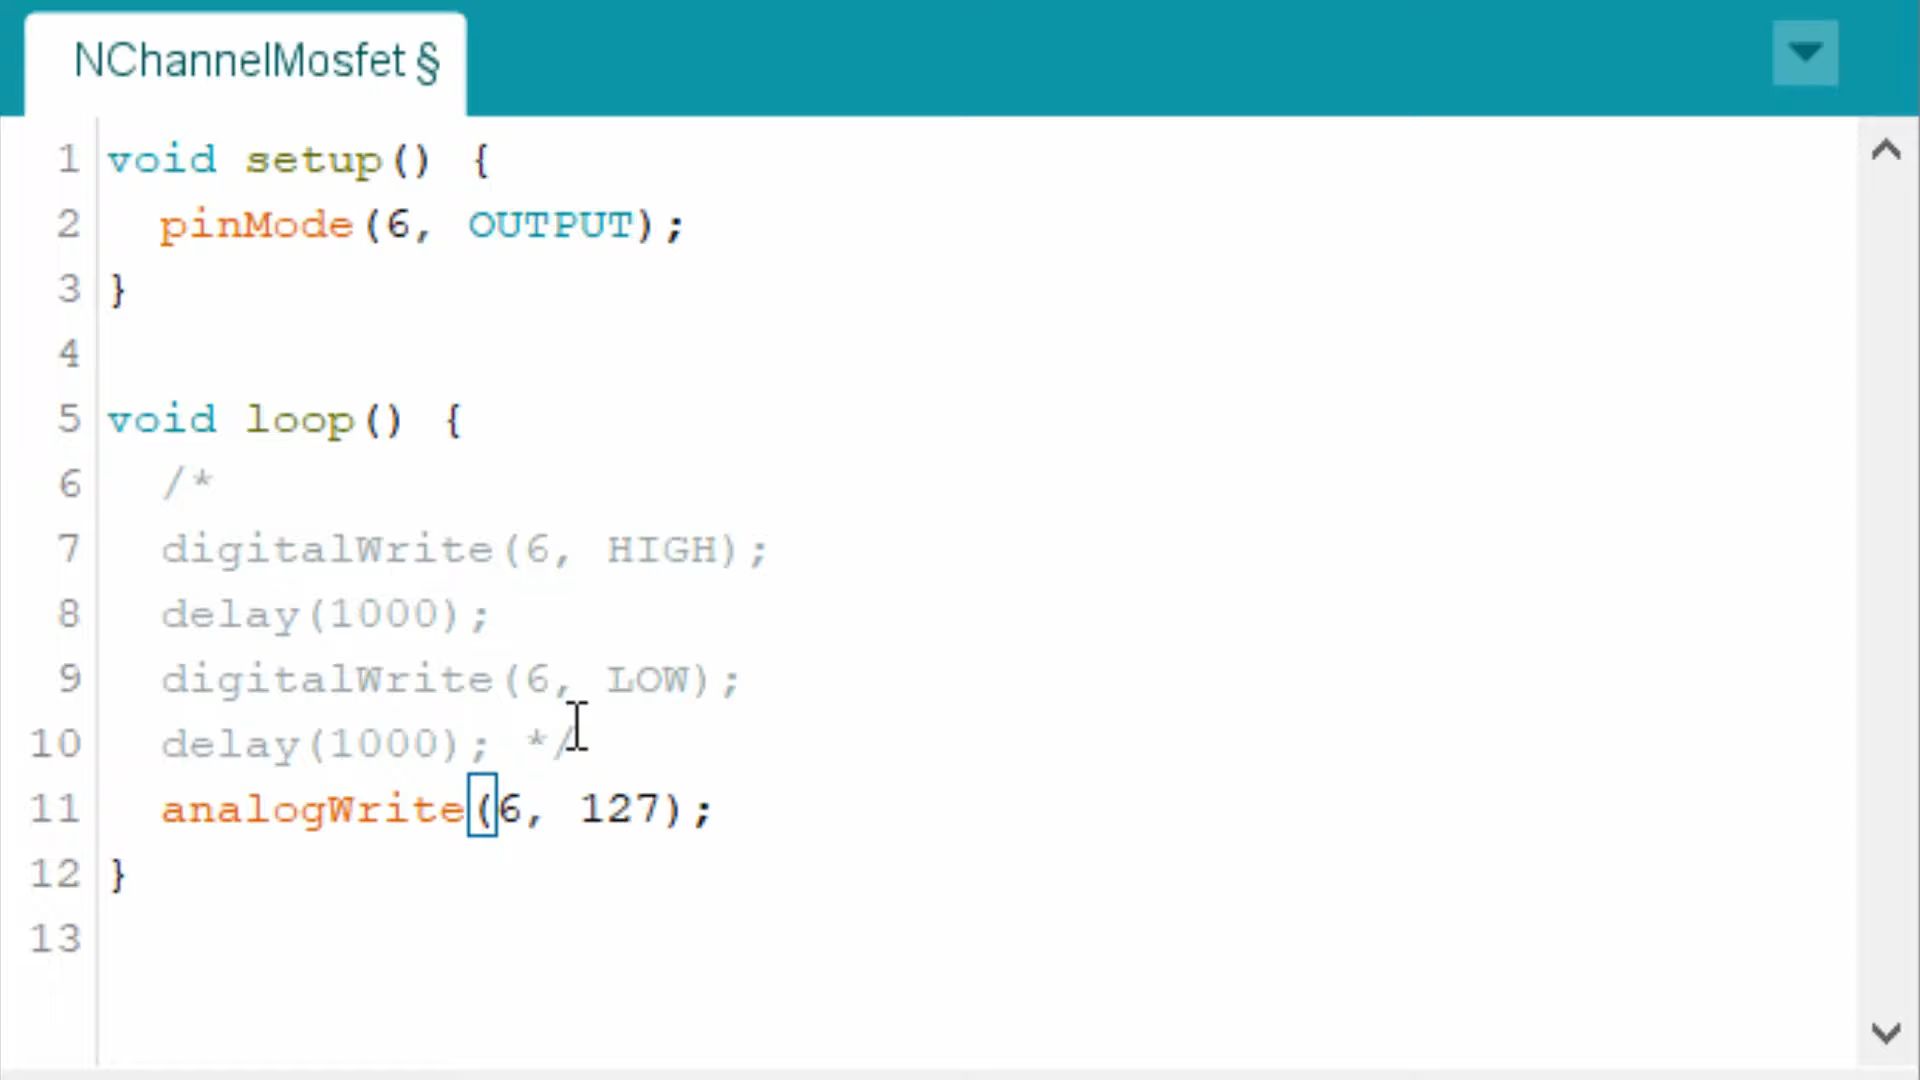 NChannelMosfet §
1 void setup() {
2 pinMode(6, OUTPUT);
3 }
4
5 void loop() {
6 /*
7 digitalWrite(6, HIGH);
8 delay(1000);
9 digitalWrite(6, LOW);
10 delay(1000); */
11 analogWrite(6, 127);
12 }
13